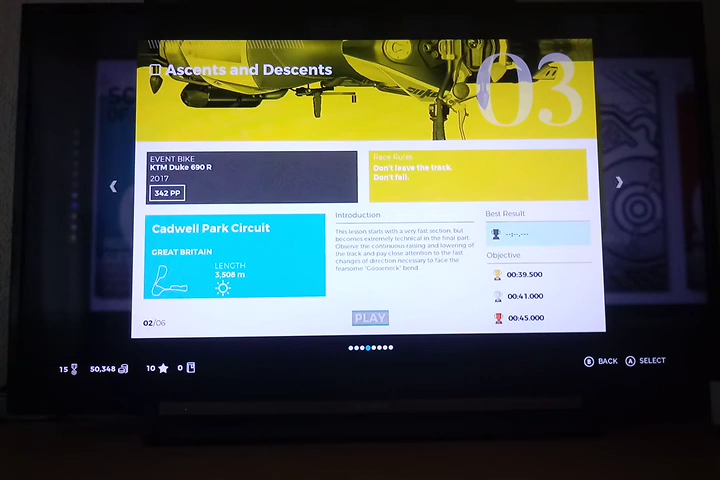 Ascents and Descents
03
EVENT BIKE
KTM Duke 690 R
2017
342 PP
Race Rules
Don't leave the track.
Don't fall.
Cadwell Park Circuit
GREAT BRITAIN
LENGTH
3,508 m
Introduction
This lesson starts with a very fast section, but
becomes extremely technical in the final part.
Observe the continuous raising and lowering of
the track and pay close attention to the fast
changes of direction necessary to face the
fearsome "Gooseneck" bend.
Best Result
--:--.---
Objective
00:39.500
00:41.000
00:45.000
02/06
PLAY
15
50,348
10
0
B BACK
A SELECT